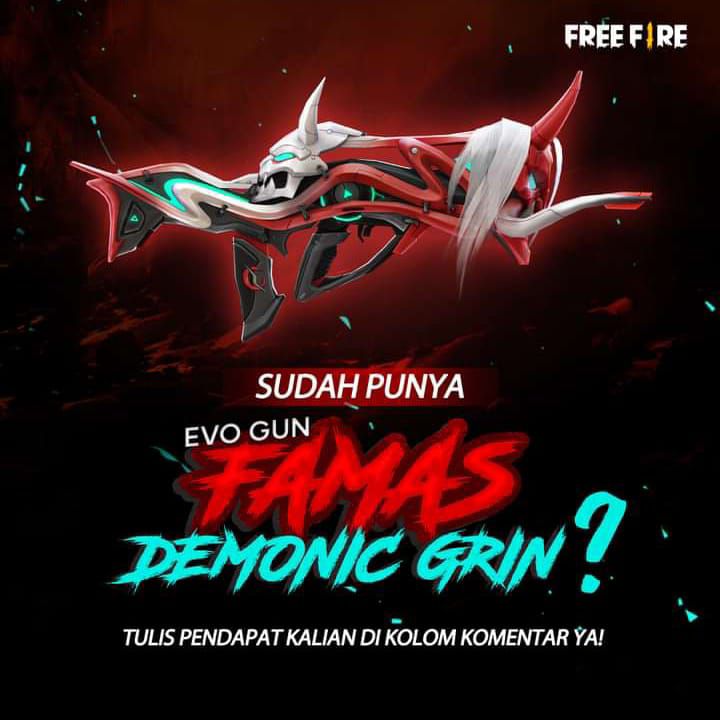 FREE FIRE
SUDAH PUNYA
EVO GUN
FAMAS
DEMONIC GRIN?
TULIS PENDAPAT KALIAN DI KOLOM KOMENTAR YA!